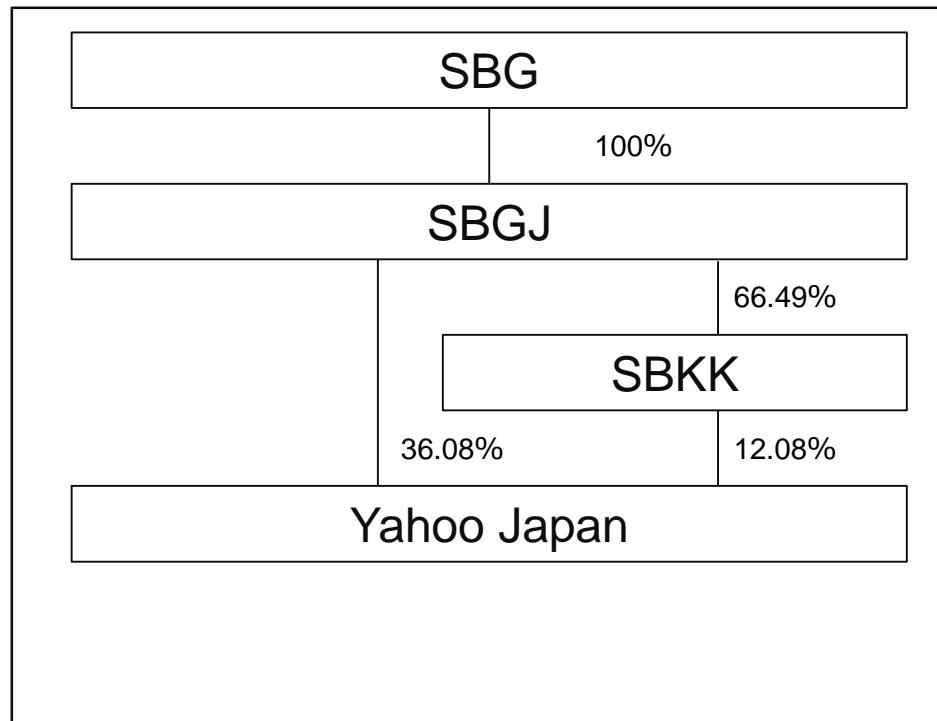 SBG
100%
SBGJ
66.49%
SBKK
36.08%
12.08%
Yahoo Japan